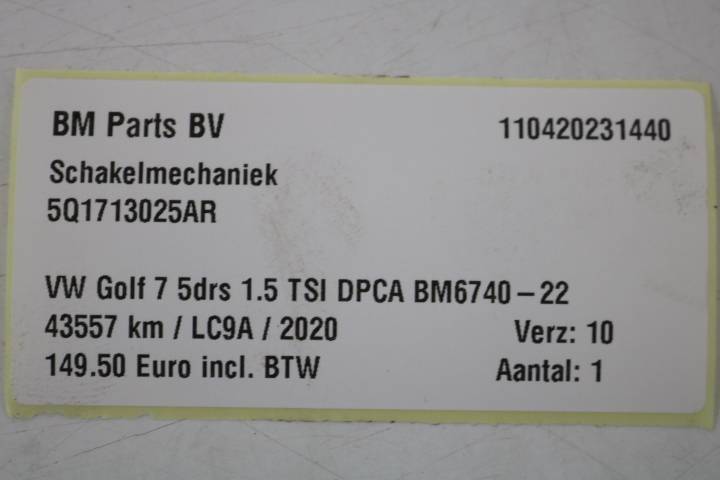 BM Parts BV 110420231440
Schakelmechaniek
5Q1713025AR
VW Golf 7 5drs 1.5 TSI DPCA BM6740-22
43557 km / LC9A / 2020 Verz: 10
149.50 Euro incl. BTW Aantal: 1